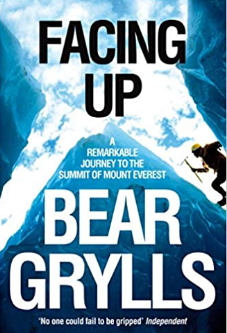 FACING
UP
A
REMARKABLE
JOURNEY TO THE
SUMMIT OF MOUNT EVEREST
BEAR
GRYLLS
'No one could fail to be gripped' Independent